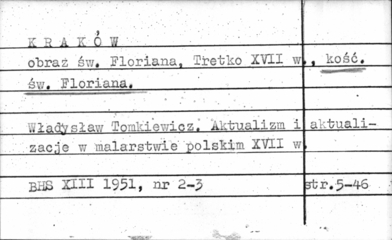 KRAKÓW
obraz św. Floriana, Tretko XVII w., kość.
św. Floriana.
Władysław Tomkiewicz. Aktualizm i aktuali-
zacje w malarstwie polskim XVII w.
BHS XIII 1951, nr 2-3 str.5-46